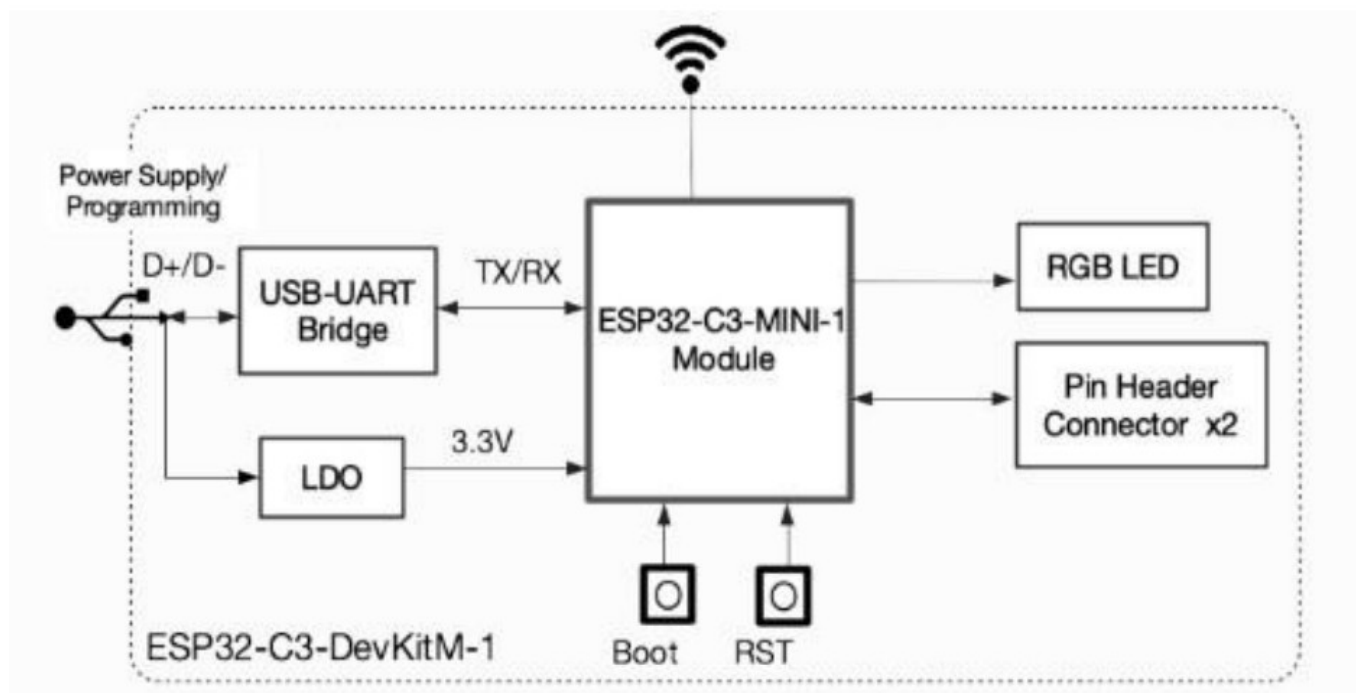 Power Supply/
Programming
D+/D-
USB-UART
Bridge
TX/RX
ESP32-C3-MINI-1
Module
RGB LED
Pin Header
Connector x2
LDO
3.3V
Boot
RST
ESP32-C3-DevKitM-1